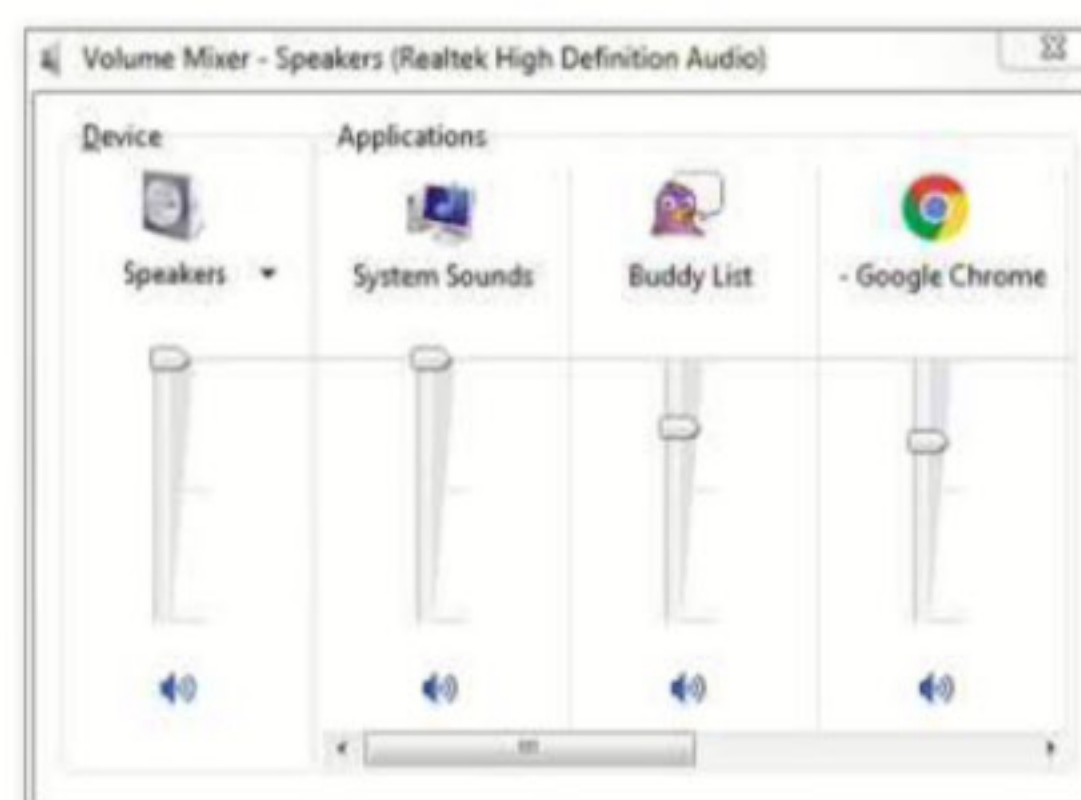 Volume Mixer - Speakers (Realtek High Definition Audio)
Device
Applications
Speakers
System Sounds
Buddy List
- Google Chrome